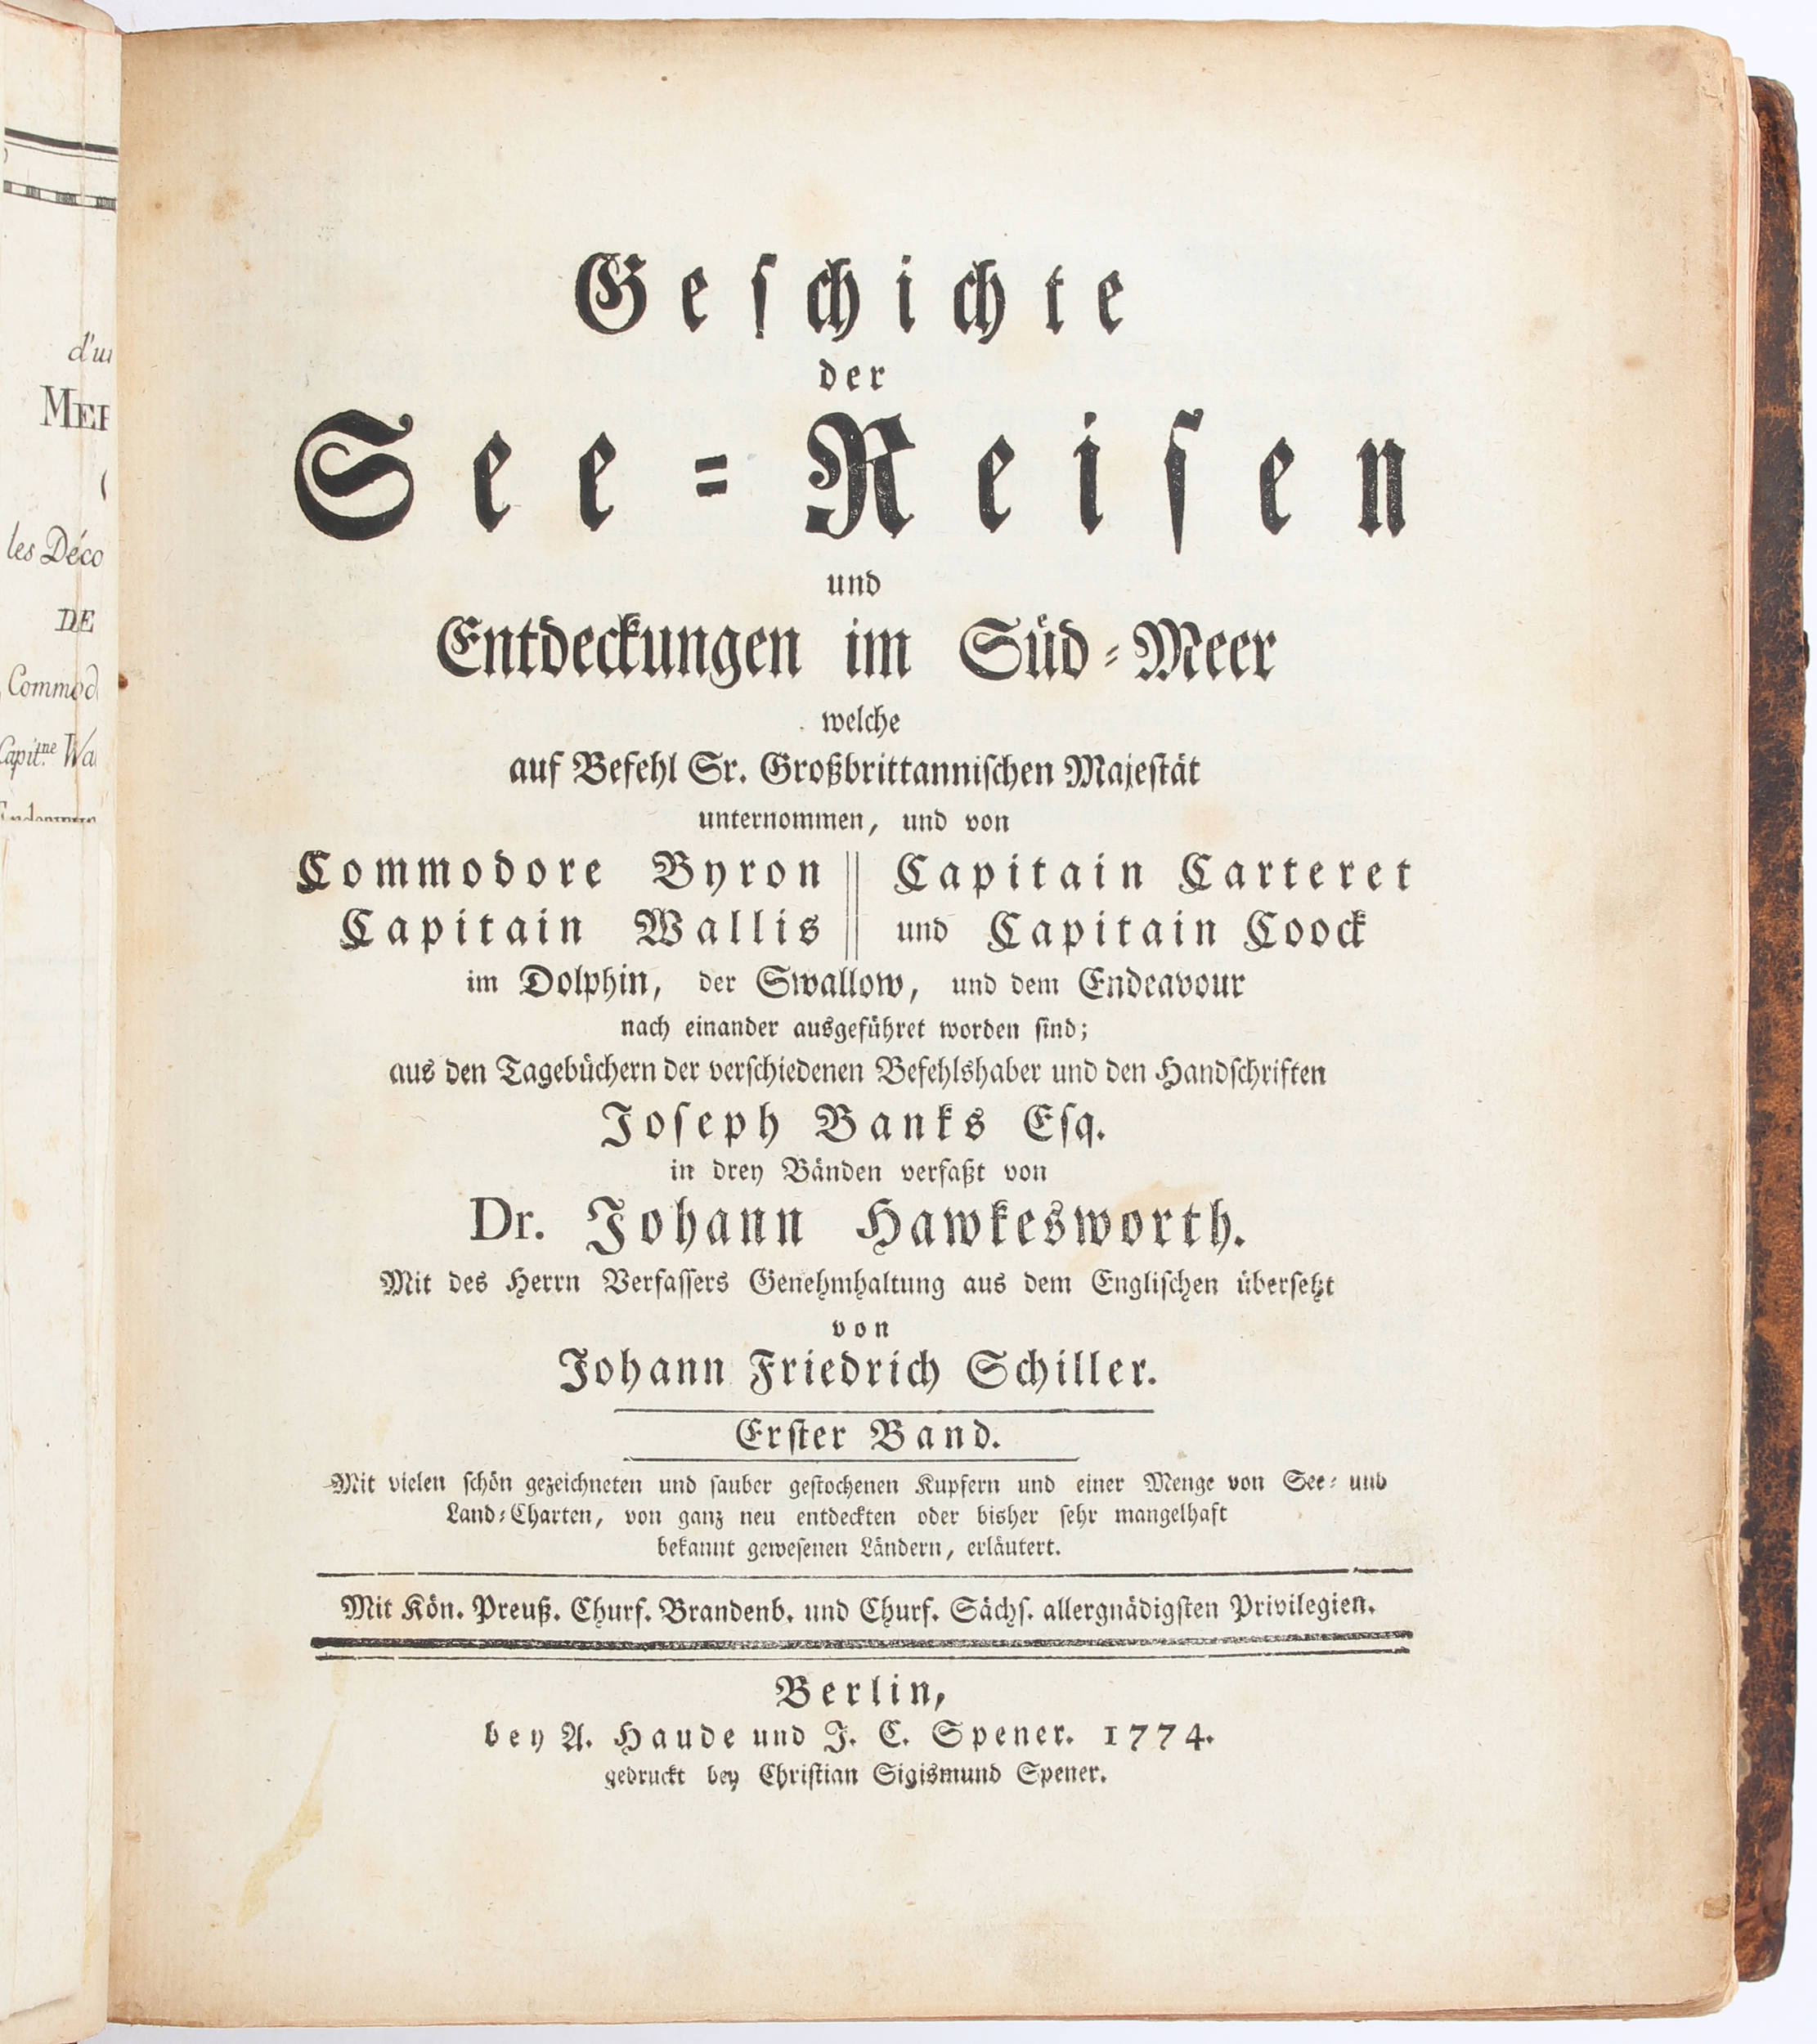 d'u
MER
les Déco
DE
Commod
Capit.ne Wa
Geschichte
der
See=Reisen
und
Entdeckungen im Süd=Meer
welche
auf Befehl Sr. Großbrittannischen Majestät
unternommen, und von
Commodore Byron || Capitain Carteret
Capitain Wallis || und Capitain Coock
im Dolphin, der Swallow, und dem Endeavour
nach einander ausgeführet worden sind;
aus den Tagebüchern der verschiedenen Befehlshaber und den Handschriften
Joseph Banks Esq.
in drey Bänden verfaßt von
Dr. Johann Hawkesworth.
Mit des Herrn Verfassers Genehmhaltung aus dem Englischen übersetzt
von
Johann Friedrich Schiller.
Erster Band.
Mit vielen schön gezeichneten und sauber gestochenen Kupfern und einer Menge von See= und
Land=Charten, von ganz neu entdeckten oder bisher sehr mangelhaft
bekannt gewesenen Ländern, erläutert.
Mit Kön. Preuß. Churf. Brandenb. und Churf. Sächs. allergnädigsten Privilegien.
Berlin,
bey A. Haude und J. C. Spener. 1774.
gedruckt bey Christian Sigismund Spener.